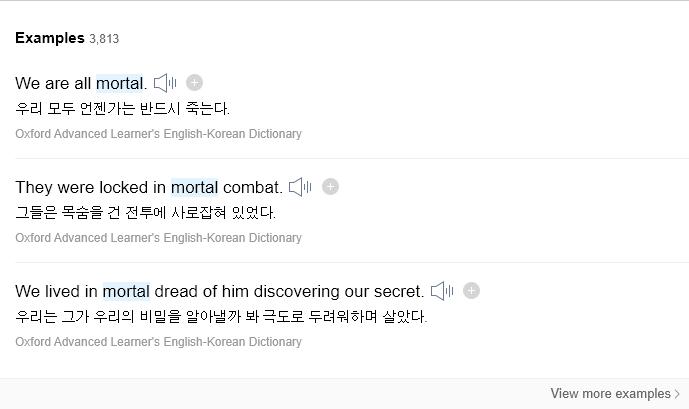 Examples 3,813
We are all mortal.
우리 모두 언젠가는 반드시 죽는다.
Oxford Advanced Learner's English-Korean Dictionary
They were locked in mortal combat.
그들은 목숨을 건 전투에 사로잡혀 있었다.
Oxford Advanced Learner's English-Korean Dictionary
We lived in mortal dread of him discovering our secret.
우리는 그가 우리의 비밀을 알아낼까 봐 극도로 두려워하며 살았다.
Oxford Advanced Learner's English-Korean Dictionary
View more examples